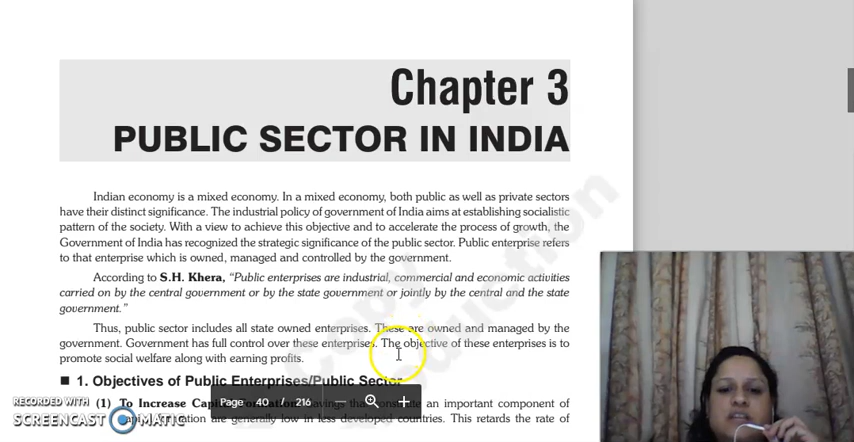 Chapter 3
PUBLIC SECTOR IN INDIA
Indian economy is a mixed economy. In a mixed economy, both public as well as private sectors
have their distinct significance. The industrial policy of government of India aims at establishing socialistic
pattern of the society. With a view to achieve this objective and to accelerate the process of growth, the
Government of India has recognized the strategic significance of the public sector. Public enterprise refers
to that enterprise which is owned, managed and controlled by the government.
According to S.H. Khera, “Public enterprises are industrial, commercial and economic activities
carried on by the central government or by the state government or jointly by the central and the state
government.”
Thus, public sector includes all state owned enterprises. These are owned and managed by the
government. Government has full control over these enterprises. The objective of these enterprises is to
promote social welfare along with earning profits.
1. Objectives of Public Enterprises/Public Sector
(1) To Increase an important component of
are generally low in less developed countries. This retards the rate of
Page 40 / 216
RECORDED WITH
SCREENCAST MATIC